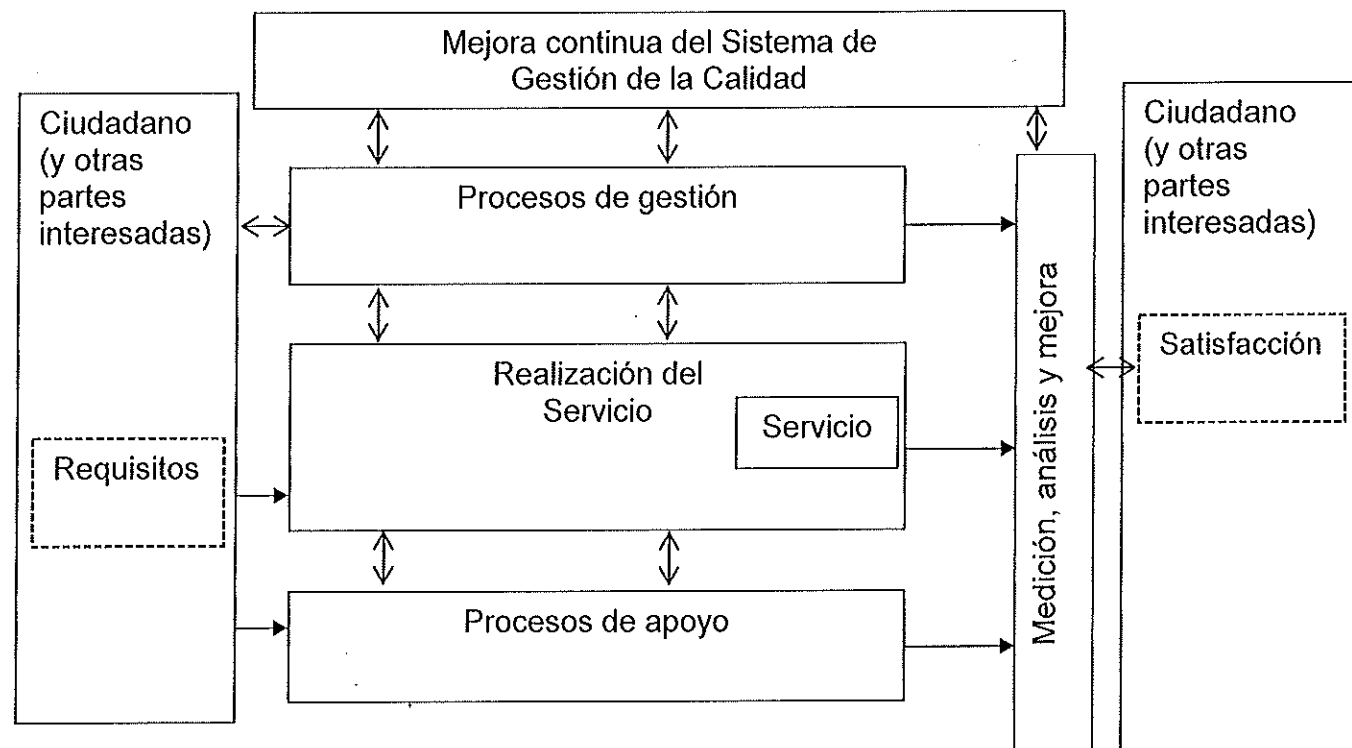 Mejora continua del Sistema de
Gestión de la Calidad
Ciudadano
(y otras
partes
interesadas)
Requisitos
Procesos de gestión
Realización del
Servicio
Servicio
Procesos de apoyo
Medición, análisis y mejora
Ciudadano
(y otras
partes
interesadas)
Satisfacción